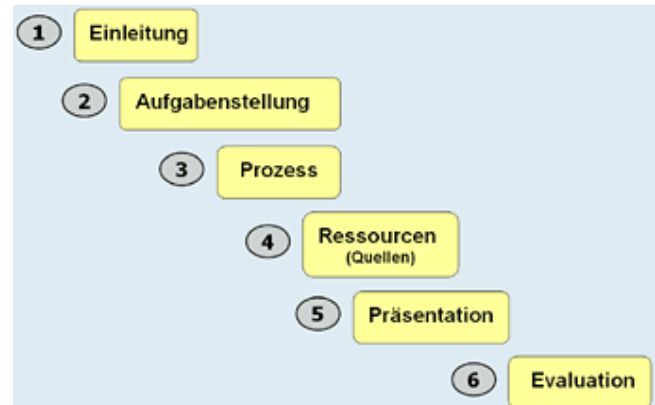 1 Einleitung
2 Aufgabenstellung
3 Prozess
4 Ressourcen
(Quellen)
5 Präsentation
6 Evaluation